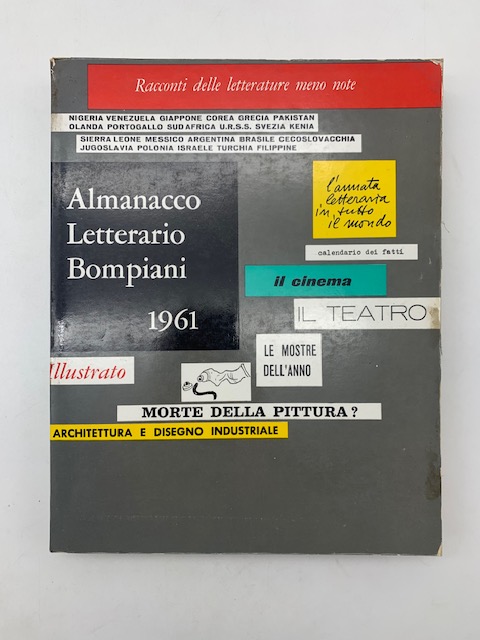 Racconti delle letterature meno note
NIGERIA VENEZUELA GIAPPONE COREA GRECIA PAKISTAN
OLANDA PORTOGALLO SUDAFRICA U.R.S.S. SVEZIA KENIA
SIERRA LEONE MESSICO ARGENTINA BRASILE CECOSLOVACCHIA
JUGOSLAVIA POLONIA ISRAELE TURCHIA FILIPPINE
Almanacco
Letterario
Bompiani
1961
l'annata
letteraria
in tutto
il mondo
calendario dei fatti
il cinema
IL TEATRO
LE MOSTRE
DELL'ANNO
Illustrato
MORTE DELLA PITTURA?
ARCHITETTURA E DISEGNO INDUSTRIALE